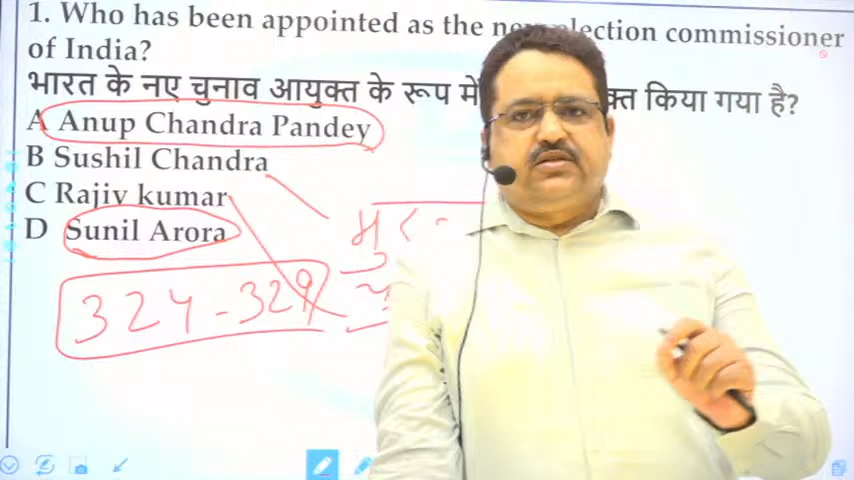 1. Who has been appointed as the new election commissioner
of India?
भारत के नए चुनाव आयुक्त के रूप में क्त किया गया है?
A Anup Chandra Pandey
B Sushil Chandra
C Rajiv kumar
D Sunil Arora
324-329